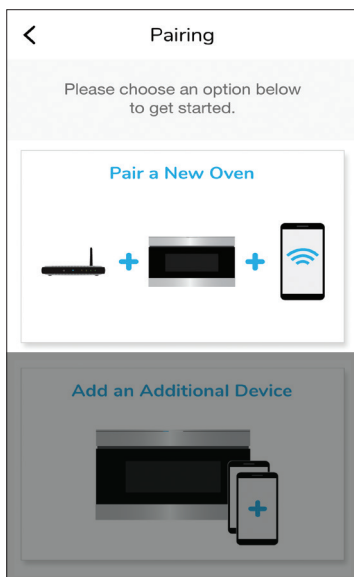 Pairing
Please choose an option below
to get started.
Pair a New Oven
Add an Additional Device